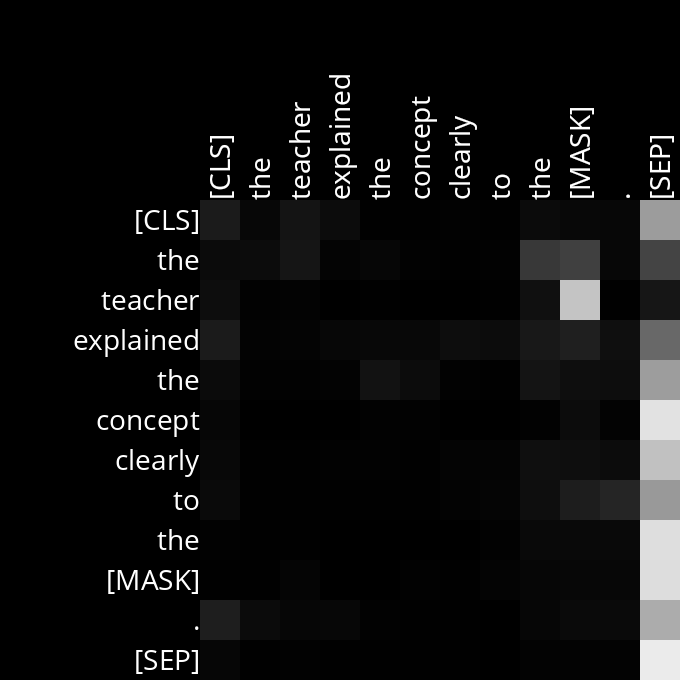 [CLS]
the
teacher
explained
the
concept
clearly
to
the
[MASK]
.
[SEP]
[CLS]
the
teacher
explained
the
concept
clearly
to
the
[MASK]
.
[SEP]